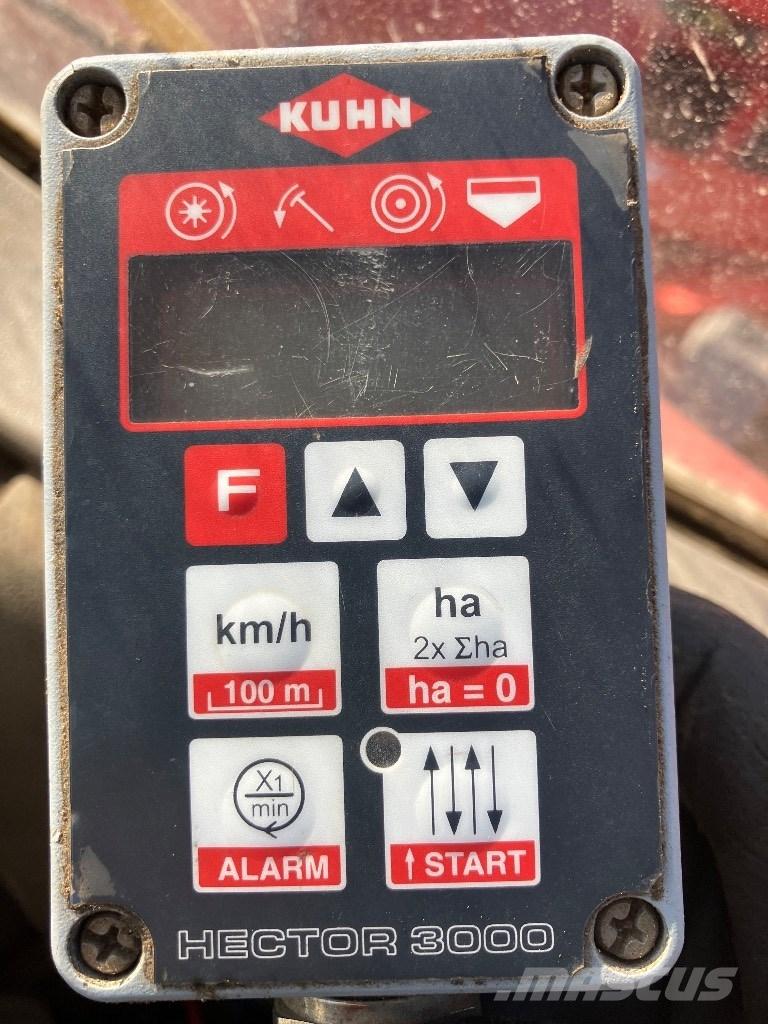 KUHN
F
km/h
100 m
ha
2x Σha
ha = 0
X1
min
ALARM
↑ START
HECTOR 3000
MASCUS